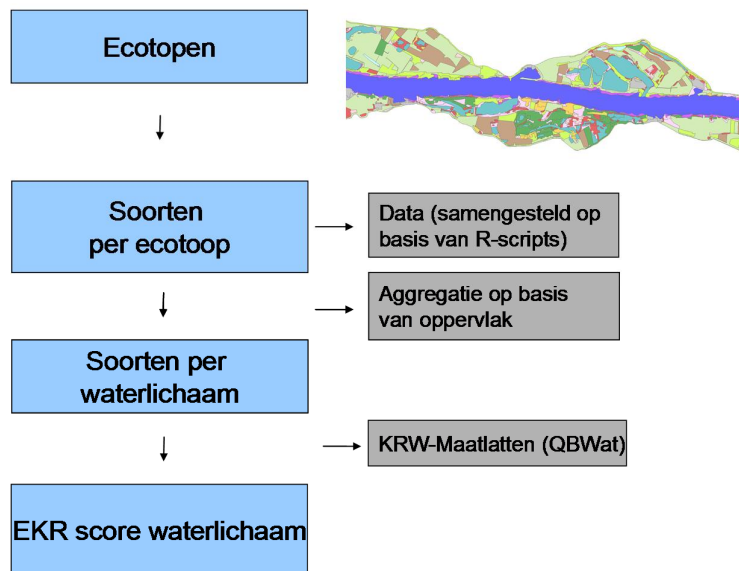 Ecotopen
Soorten
per ecotoop
Data (samengesteld op
basis van R-scripts)
Aggregatie op basis
van oppervlak
Soorten per
waterlichaam
KRW-Maatlatten (QBWat)
EKR score waterlichaam